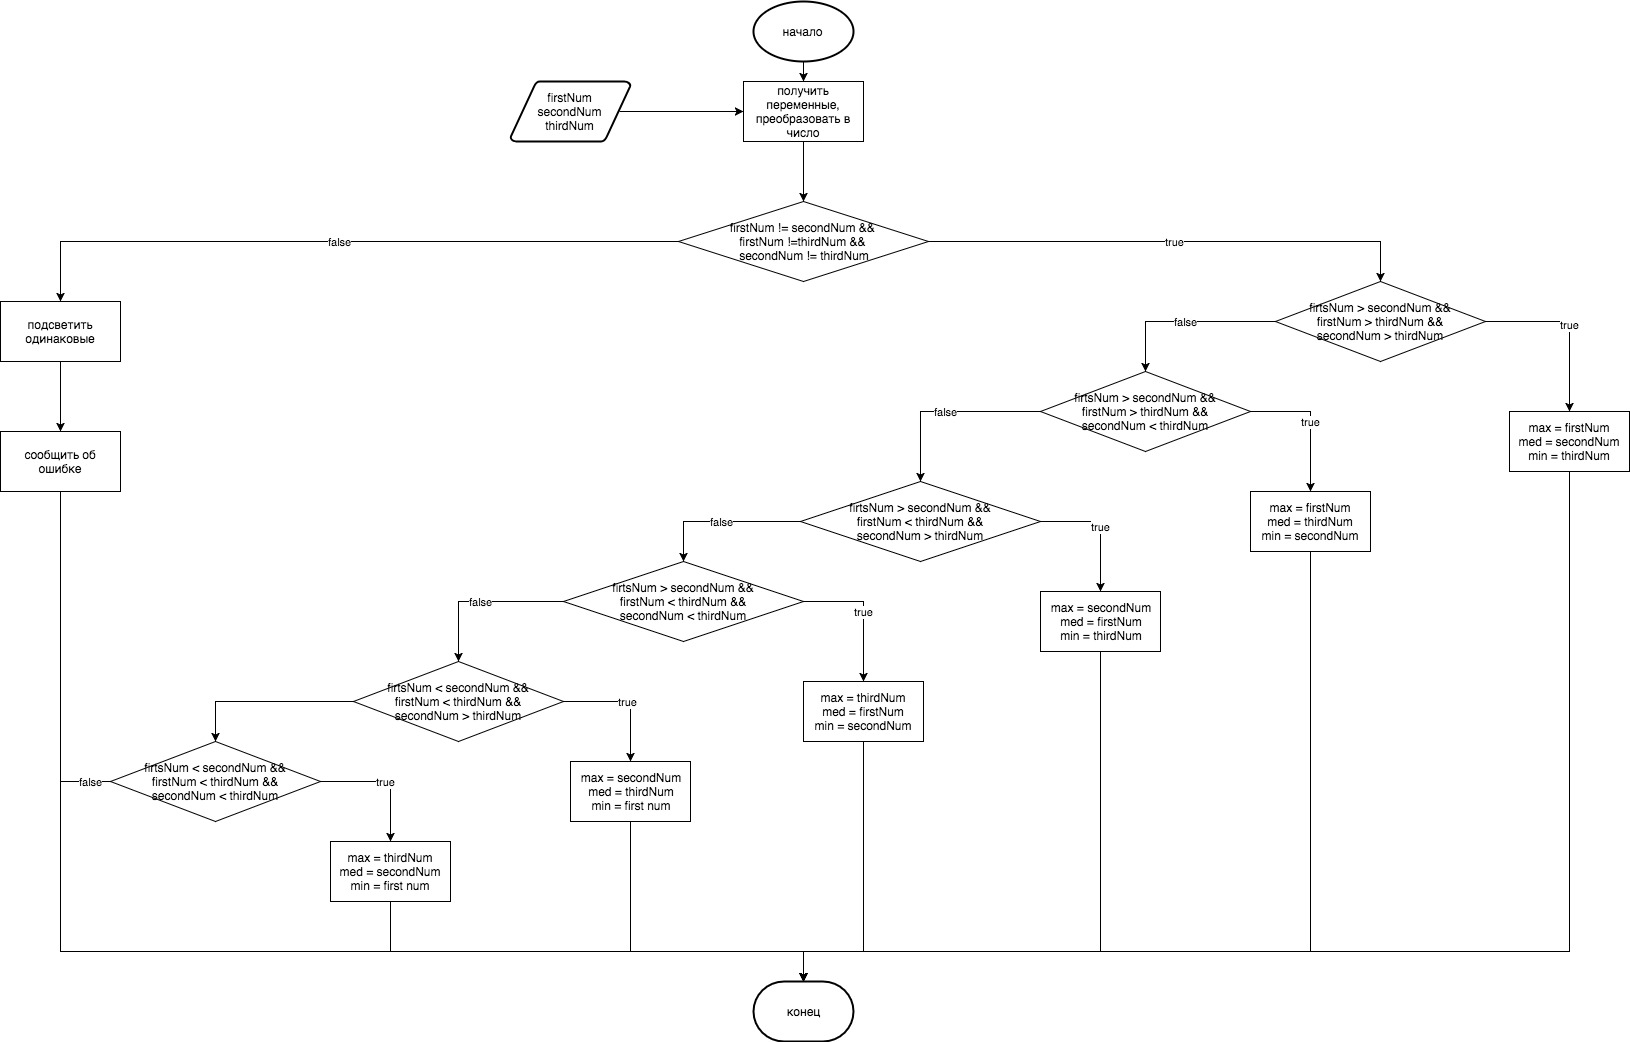 начало
firstNum
secondNum
thirdNum
получить
переменные,
преобразовать в
число
firstNum != secondNum &&
firstNum !=thirdNum &&
secondNum != thirdNum
false
true
подсветить
одинаковые
сообщить об
ошибке
firtsNum > secondNum &&
firstNum > thirdNum &&
secondNum > thirdNum
false
true
max = firstNum
med = secondNum
min = thirdNum
firtsNum > secondNum &&
firstNum > thirdNum &&
secondNum < thirdNum
false
true
max = firstNum
med = thirdNum
min = secondNum
firtsNum > secondNum &&
firstNum < thirdNum &&
secondNum > thirdNum
false
true
max = secondNum
med = firstNum
min = thirdNum
firtsNum > secondNum &&
firstNum < thirdNum &&
secondNum < thirdNum
false
true
max = thirdNum
med = firstNum
min = secondNum
firtsNum < secondNum &&
firstNum < thirdNum &&
secondNum > thirdNum
true
max = secondNum
med = thirdNum
min = first num
firtsNum < secondNum &&
firstNum < thirdNum &&
secondNum < thirdNum
false
true
max = thirdNum
med = secondNum
min = first num
конец